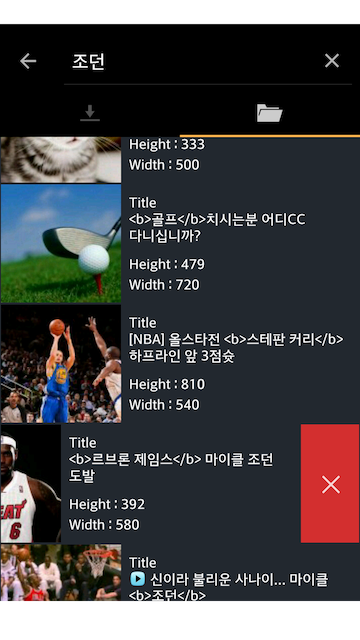 조던
Height : 333
Width : 500
Title
<b>골프</b>치시는분 어디CC
다니십니까?
Height : 479
Width : 720
Title
[NBA] 올스타전 <b>스테판 커리</b>
하프라인 앞 3점슛
Height : 810
Width : 540
Title
<b>르브론 제임스</b> 마이클 조던
도발
Height : 392
Width : 580
EAT
6
Title
신이라 불리운 사나이... 마이클
<b>조던</b>